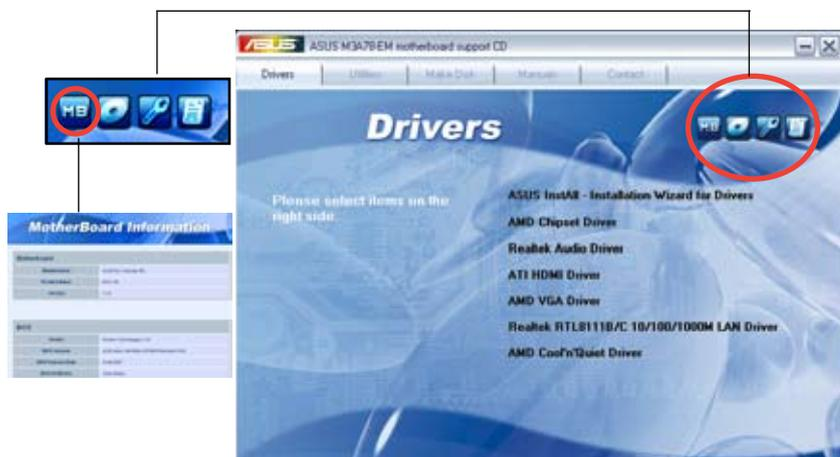 ASUS M3A78-EM motherboard support CD
Drivers
Utilities
Make Disk
Manuals
Contact
MB
Drivers
MB
Please select items on the
right side.
ASUS InstAll - Installation Wizard for Drivers
AMD Chipset Driver
Realtek Audio Driver
ATI HDMI Driver
AMD VGA Driver
Realtek RTL8111B/C 10/100/1000M LAN Driver
AMD Cool'n'Quiet Driver
MotherBoard Information
Motherboard
BIOS